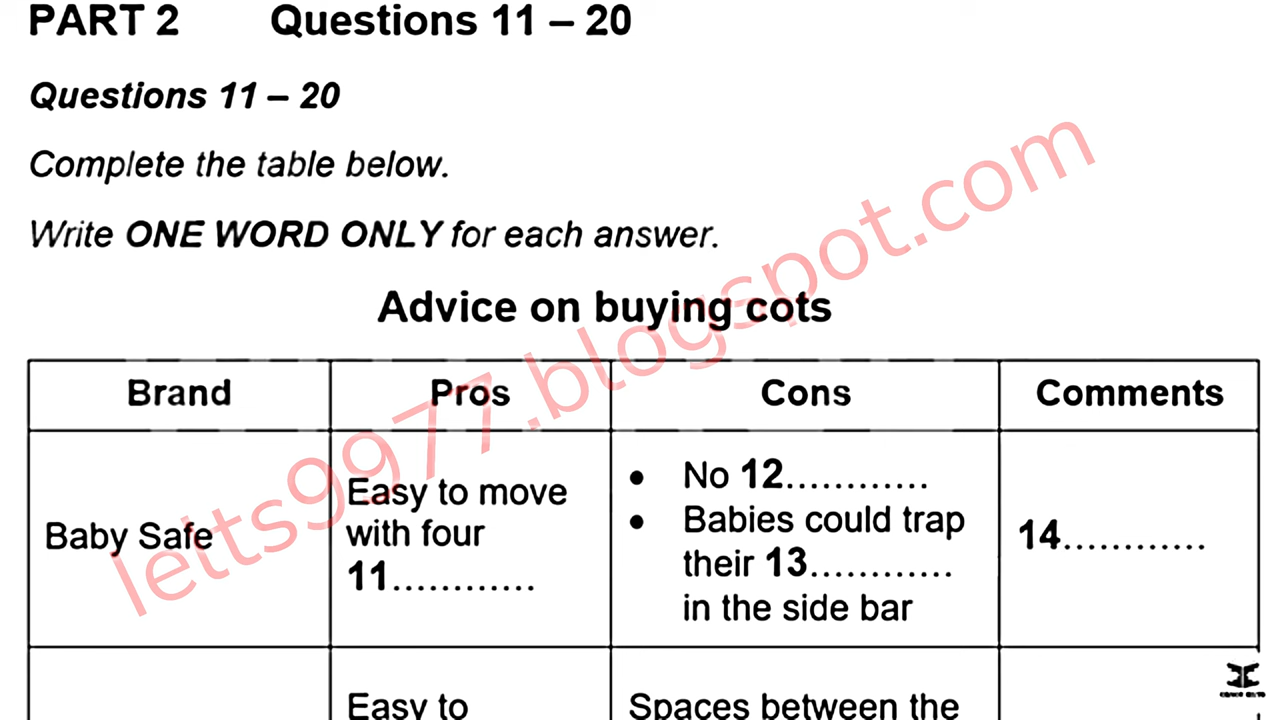 PART 2 Questions 11 – 20
Questions 11 – 20
Complete the table below.
Write ONE WORD ONLY for each answer.
Advice on buying cots
Brand Pros Cons Comments
Baby Safe
Easy to move
with four
11............
• No 12............
• Babies could trap
their 13............
in the side bar
14............
Easy to
Spaces between the
letts9977.blogspot.com